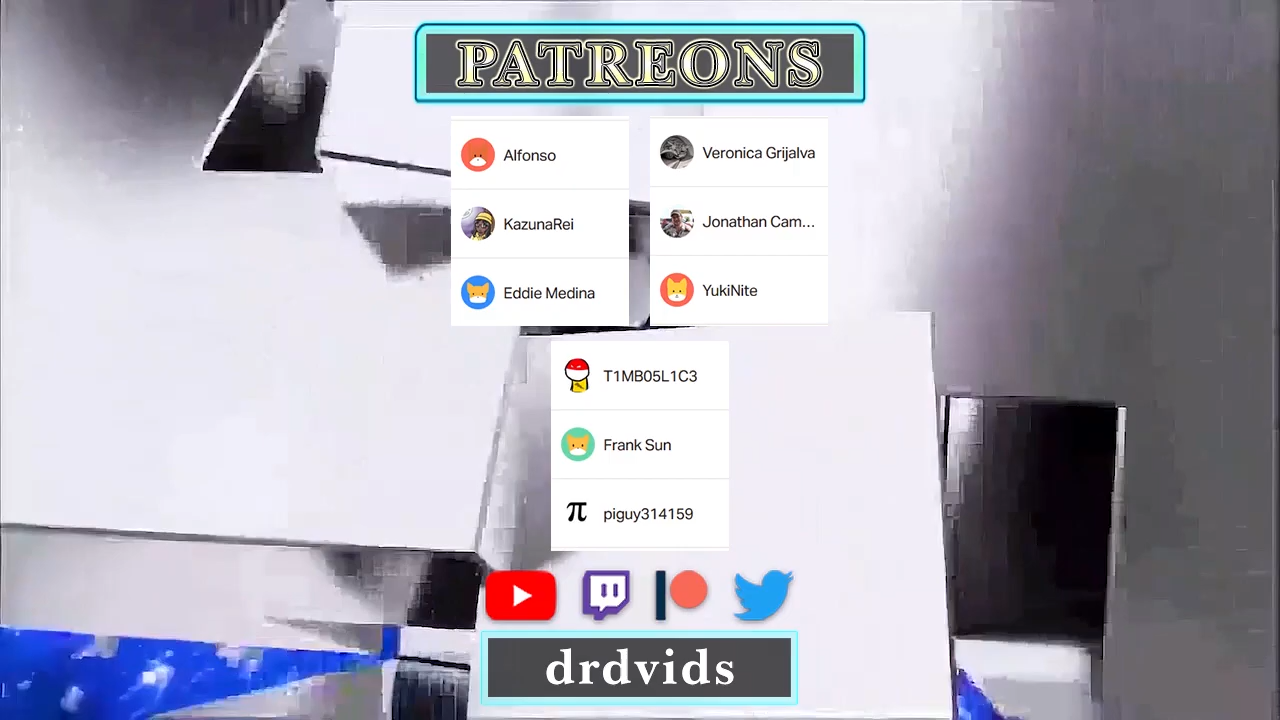 PATREONS
Alfonso
KazunaRei
Eddie Medina
Veronica Grijalva
Jonathan Cam...
YukiNite
T1MB05L1C3
Frank Sun
π piguy314159
drdvids